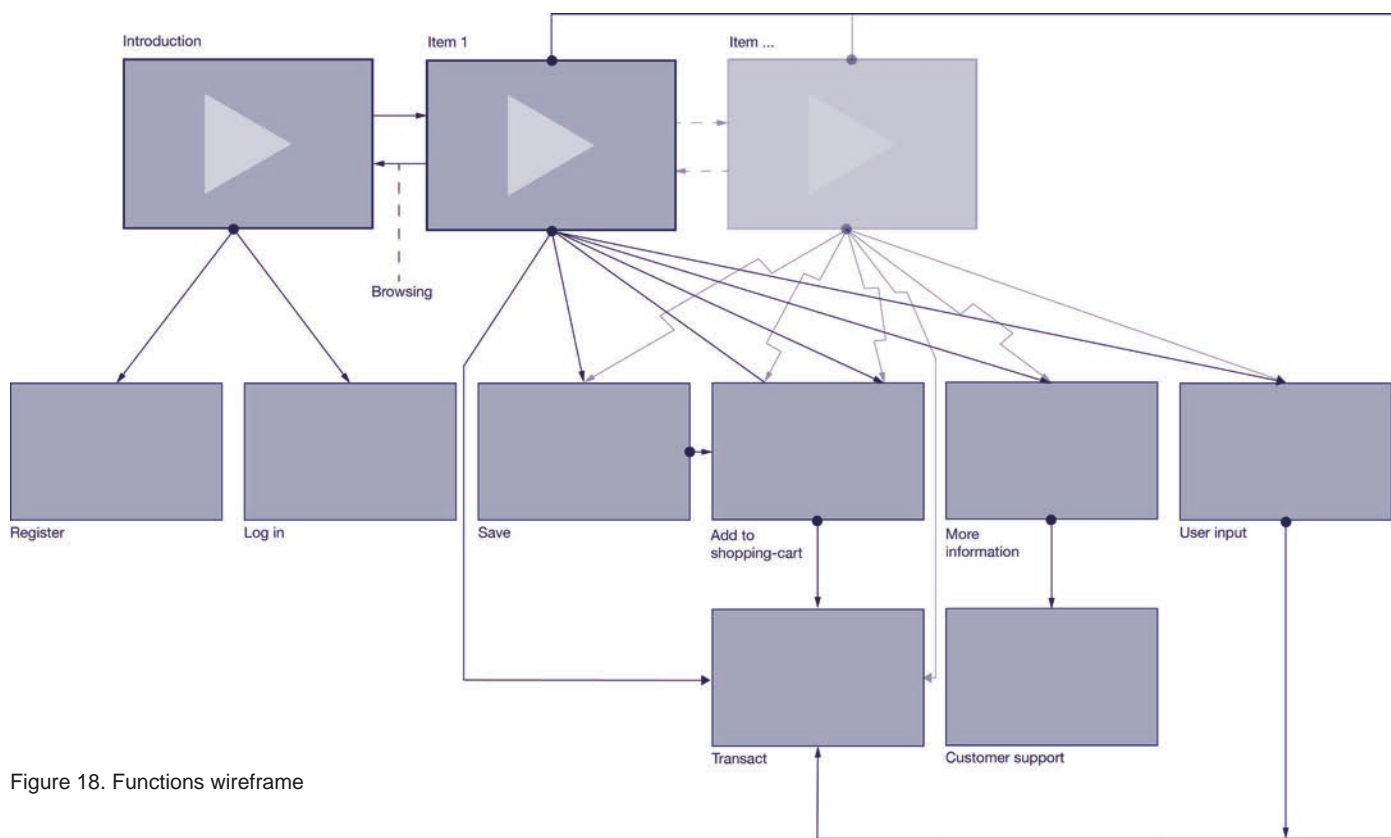 Introduction
Item 1
Item ...
Browsing
Register
Log in
Save
Add to
shopping-cart
More
information
User input
Transact
Customer support
Figure 18. Functions wireframe